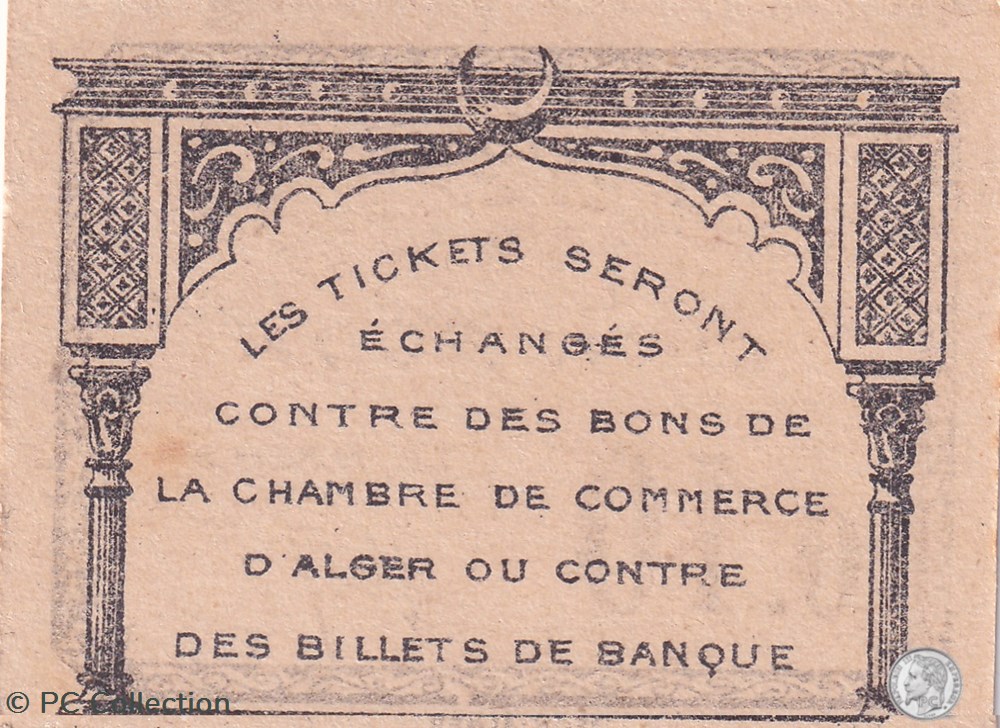 LES TICKETS SERONT
ÉCHANGÉS
CONTRE DES BONS DE
LA CHAMBRE DE COMMERCE
D'ALGER OU CONTRE
DES BILLETS DE BANQUE
© PC Collection